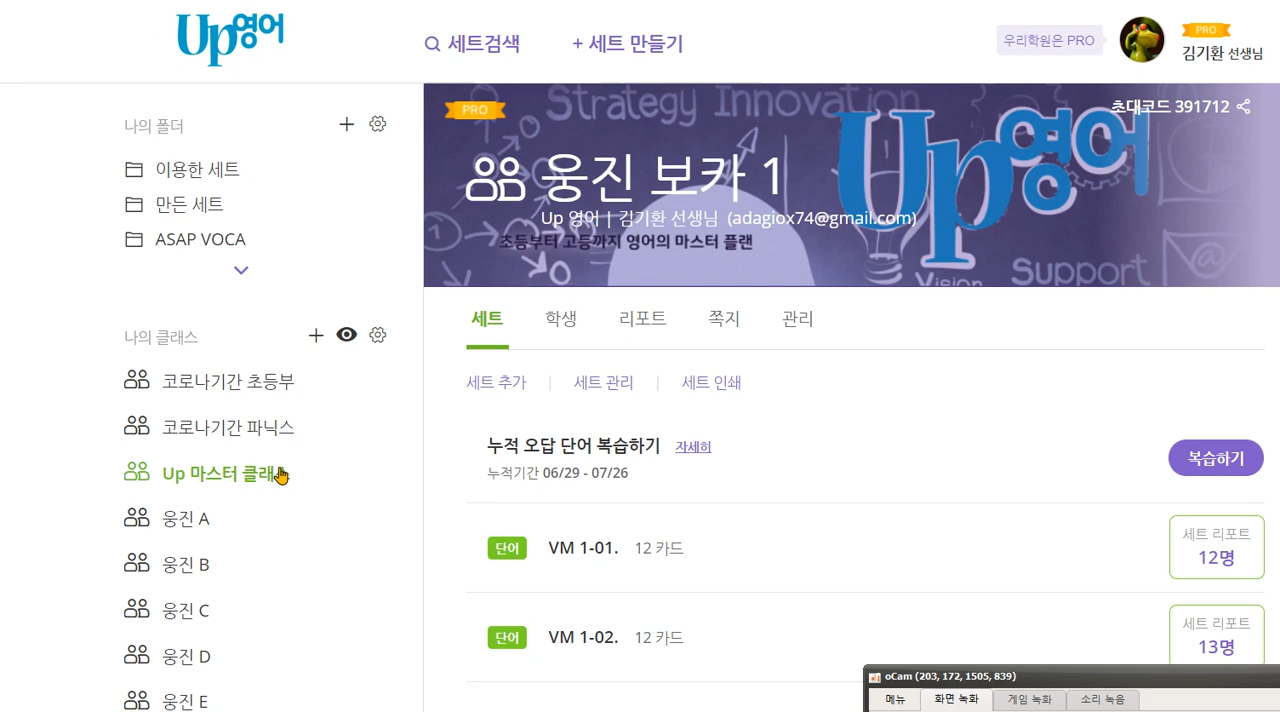 Up영어
세트검색
+ 세트 만들기
우리학원은 PRO
PRO
김기환 선생님
나의 폴더
이용한 세트
만든 세트
ASAP VOCA
나의 클래스
코로나기간 초등부
코로나기간 파닉스
Up 마스터 클래
웅진 A
웅진 B
웅진 C
웅진 D
웅진 E
PRO
Strategy Innovation
초대코드 391712
Up영어
웅진 보카 1
Up 영어 | 김기환 선생님 (adagiox74@gmail.com)
초등부터 고등까지 영어의 마스터 플랜
Support
Vision
세트
학생
리포트
쪽지
관리
세트 추가 | 세트 관리 | 세트 인쇄
누적 오답 단어 복습하기 자세히
누적기간 06/29 - 07/26
복습하기
단어 VM 1-01. 12 카드
세트 리포트
12명
단어 VM 1-02. 12 카드
세트 리포트
13명
oCam (203, 172, 1505, 839)
메뉴
화면 녹화
게임 녹화
소리 녹음